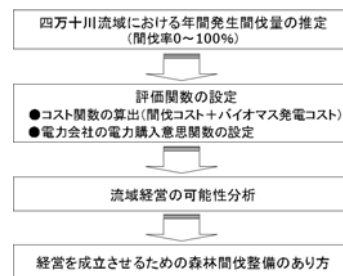 四万十川流域における年間発生間伐量の推定
(間伐率0～100%)
評価関数の設定
●コスト関数の算出(間伐コスト＋バイオマス発電コスト)
●電力会社の電力購入意思関数の設定
流域経営の可能性分析
経営を成立させるための森林間伐整備のあり方